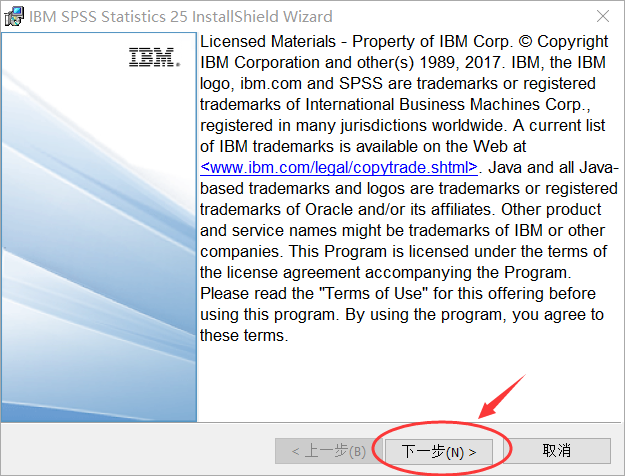 IBM SPSS Statistics 25 InstallShield Wizard
IBM.
Licensed Materials - Property of IBM Corp. © Copyright
IBM Corporation and other(s) 1989, 2017. IBM, the IBM
logo, ibm.com and SPSS are trademarks or registered
trademarks of International Business Machines Corp.,
registered in many jurisdictions worldwide. A current list
of IBM trademarks is available on the Web at
<www.ibm.com/legal/copytrade.shtml>. Java and all Java-
based trademarks and logos are trademarks or registered
trademarks of Oracle and/or its affiliates. Other product
and service names might be trademarks of IBM or other
companies. This Program is licensed under the terms of
the license agreement accompanying the Program.
Please read the "Terms of Use" for this offering before
using this program. By using the program, you agree to
these terms.
< 上一步(B)
下一步(N) >
取消